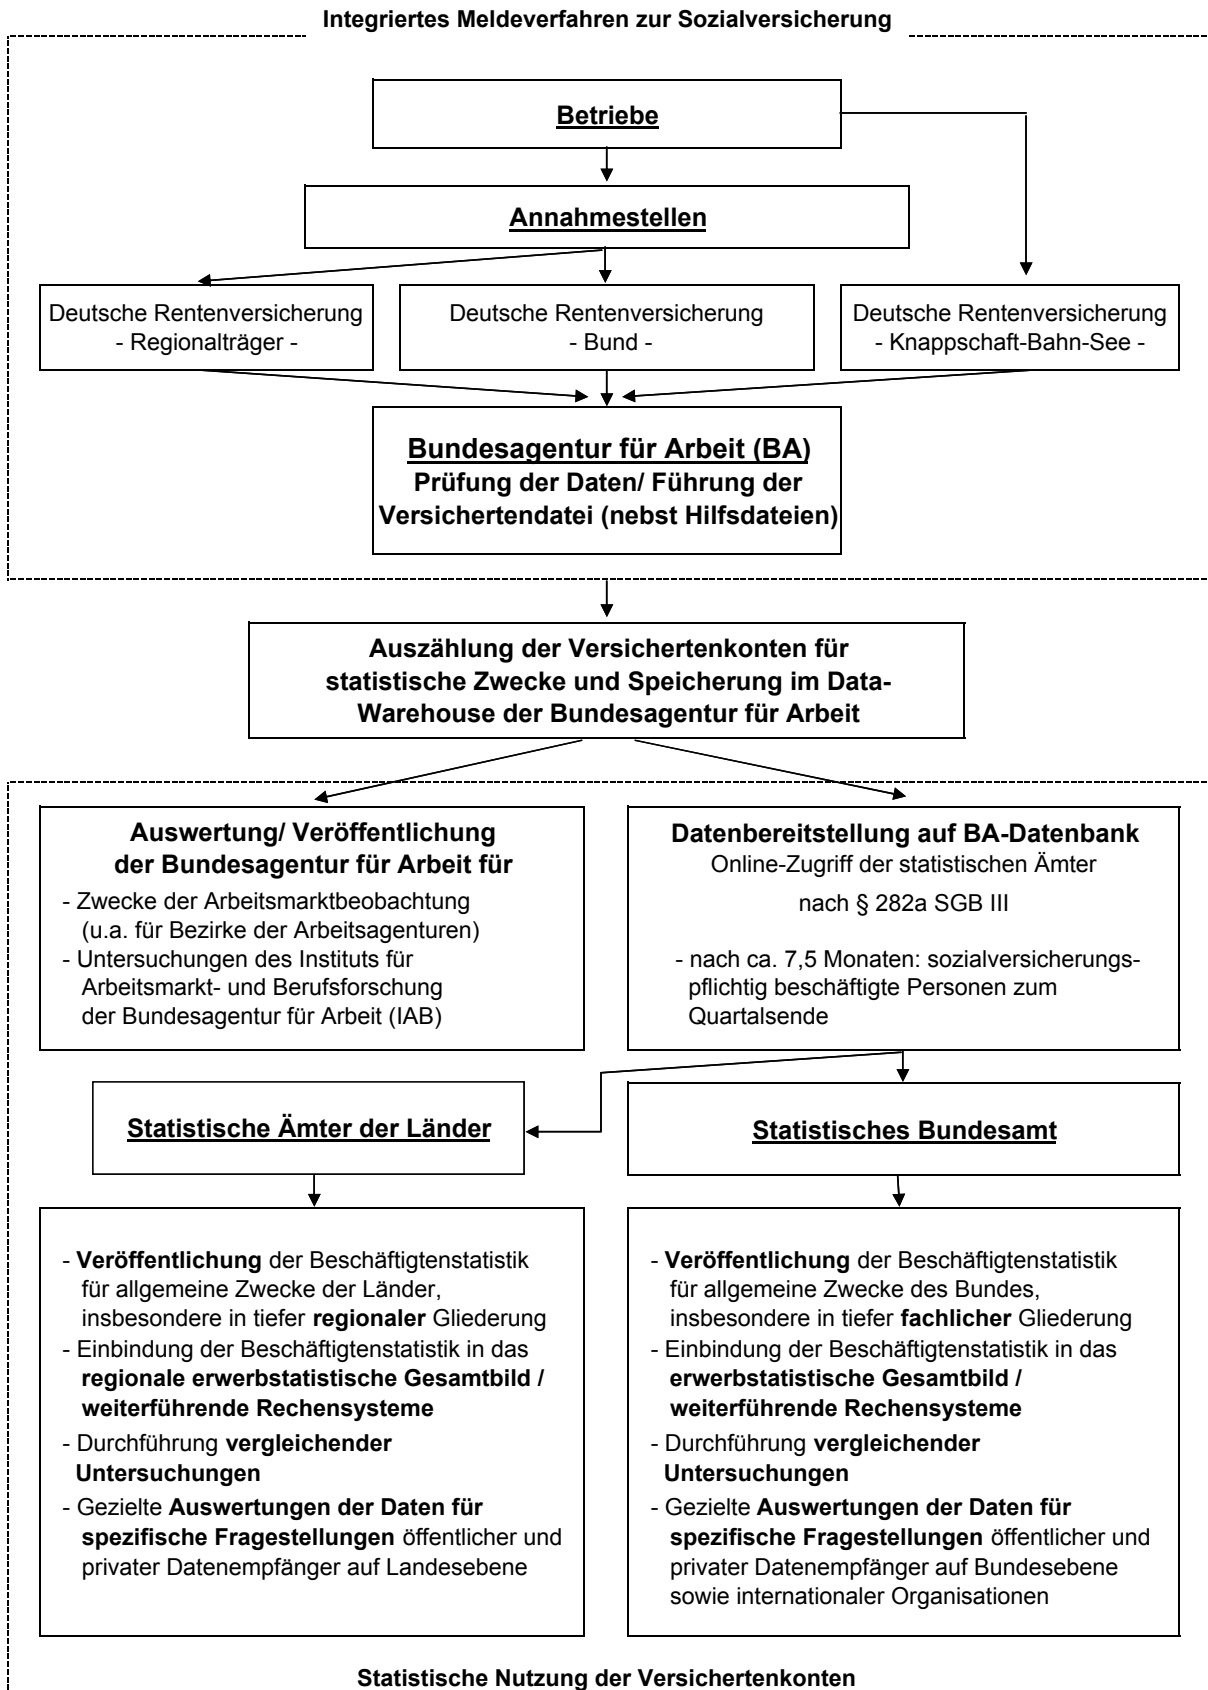 Integriertes Meldeverfahren zur Sozialversicherung
Betriebe
Annahmestellen
Deutsche Rentenversicherung
- Regionalträger -
Deutsche Rentenversicherung
- Bund -
Deutsche Rentenversicherung
- Knappschaft-Bahn-See -
Bundesagentur für Arbeit (BA)
Prüfung der Daten/ Führung der
Versichertendatei (nebst Hilfsdateien)
Auszählung der Versichertenkonten für
statistische Zwecke und Speicherung im Data-
Warehouse der Bundesagentur für Arbeit
Auswertung/ Veröffentlichung
der Bundesagentur für Arbeit für
- Zwecke der Arbeitsmarktbeobachtung
(u.a. für Bezirke der Arbeitsagenturen)
- Untersuchungen des Instituts für
Arbeitsmarkt- und Berufsforschung
der Bundesagentur für Arbeit (IAB)
Datenbereitstellung auf BA-Datenbank
Online-Zugriff der statistischen Ämter
nach § 282a SGB III
- nach ca. 7,5 Monaten: sozialversicherungs-
pflichtig beschäftigte Personen zum
Quartalsende
Statistische Ämter der Länder
Statistisches Bundesamt
- Veröffentlichung der Beschäftigtenstatistik
für allgemeine Zwecke der Länder,
insbesondere in tiefer regionaler Gliederung
- Einbindung der Beschäftigtenstatistik in das
regionale erwerbstatistische Gesamtbild /
weiterführende Rechensysteme
- Durchführung vergleichender
Untersuchungen
- Gezielte Auswertungen der Daten für
spezifische Fragestellungen öffentlicher und
privater Datenempfänger auf Landesebene
- Veröffentlichung der Beschäftigtenstatistik
für allgemeine Zwecke des Bundes,
insbesondere in tiefer fachlicher Gliederung
- Einbindung der Beschäftigtenstatistik in das
erwerbstatistische Gesamtbild /
weiterführende Rechensysteme
- Durchführung vergleichender
Untersuchungen
- Gezielte Auswertungen der Daten für
spezifische Fragestellungen öffentlicher und
privater Datenempfänger auf Bundesebene
sowie internationaler Organisationen
Statistische Nutzung der Versichertenkonten